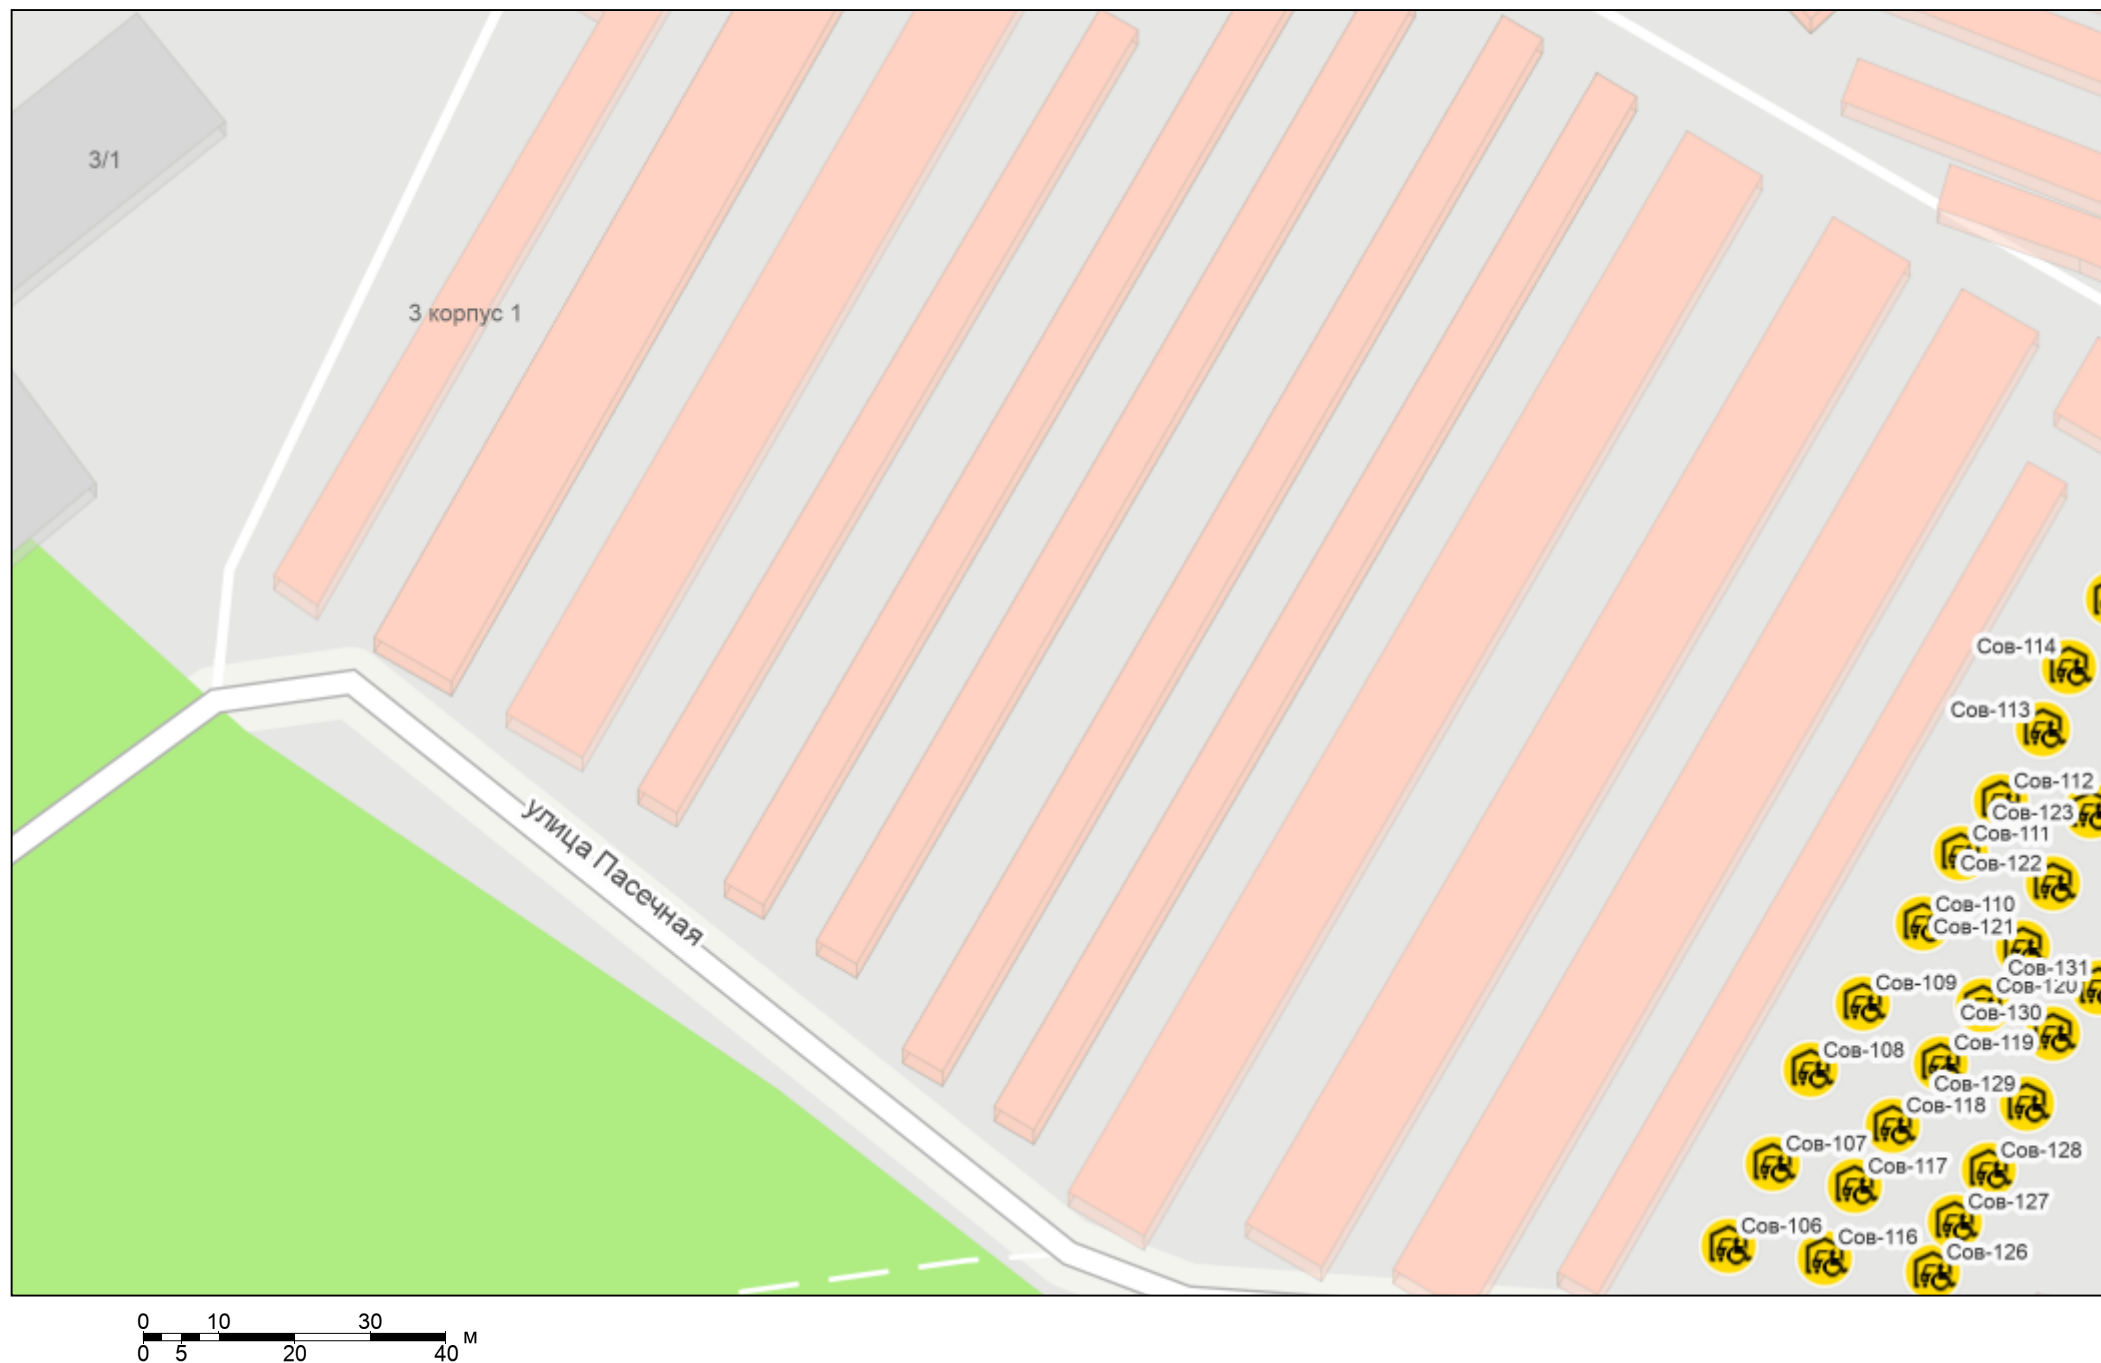 3/1
3 корпус 1
Сов-114
Сов-113
Сов-112
Сов-123
Сов-111
Сов-122
улица Пасечная
Сов-110
Сов-121
Сов-131
Сов-109
Сов-120
Сов-130
Сов-119
Сов-108
Сов-129
Сов-118
Сов-107
Сов-128
Сов-117
Сов-127
Сов-106
Сов-116
Сов-126
0 10 30
м
0 5 20 40